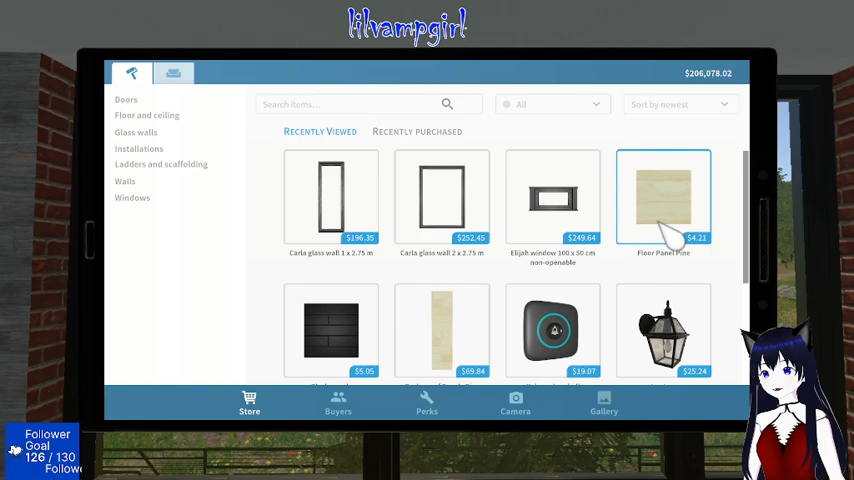 lilvampgirl
$206,078.02
Doors
Floor and ceiling
Glass walls
Installations
Ladders and scaffolding
Walls
Windows
Search items...
All
Sort by newest
RECENTLY VIEWED
RECENTLY PURCHASED
$196.35
$252.45
$249.64
$4.21
Carla glass wall 1 x 2.75 m
Carla glass wall 2 x 2.75 m
Elijah window 100 x 50 cm
non-openable
Floor Panel Pine
$5.05
$69.84
$19.07
$25.24
Store
Buyers
Perks
Camera
Gallery
Follower
Goal
126 / 130
Followe